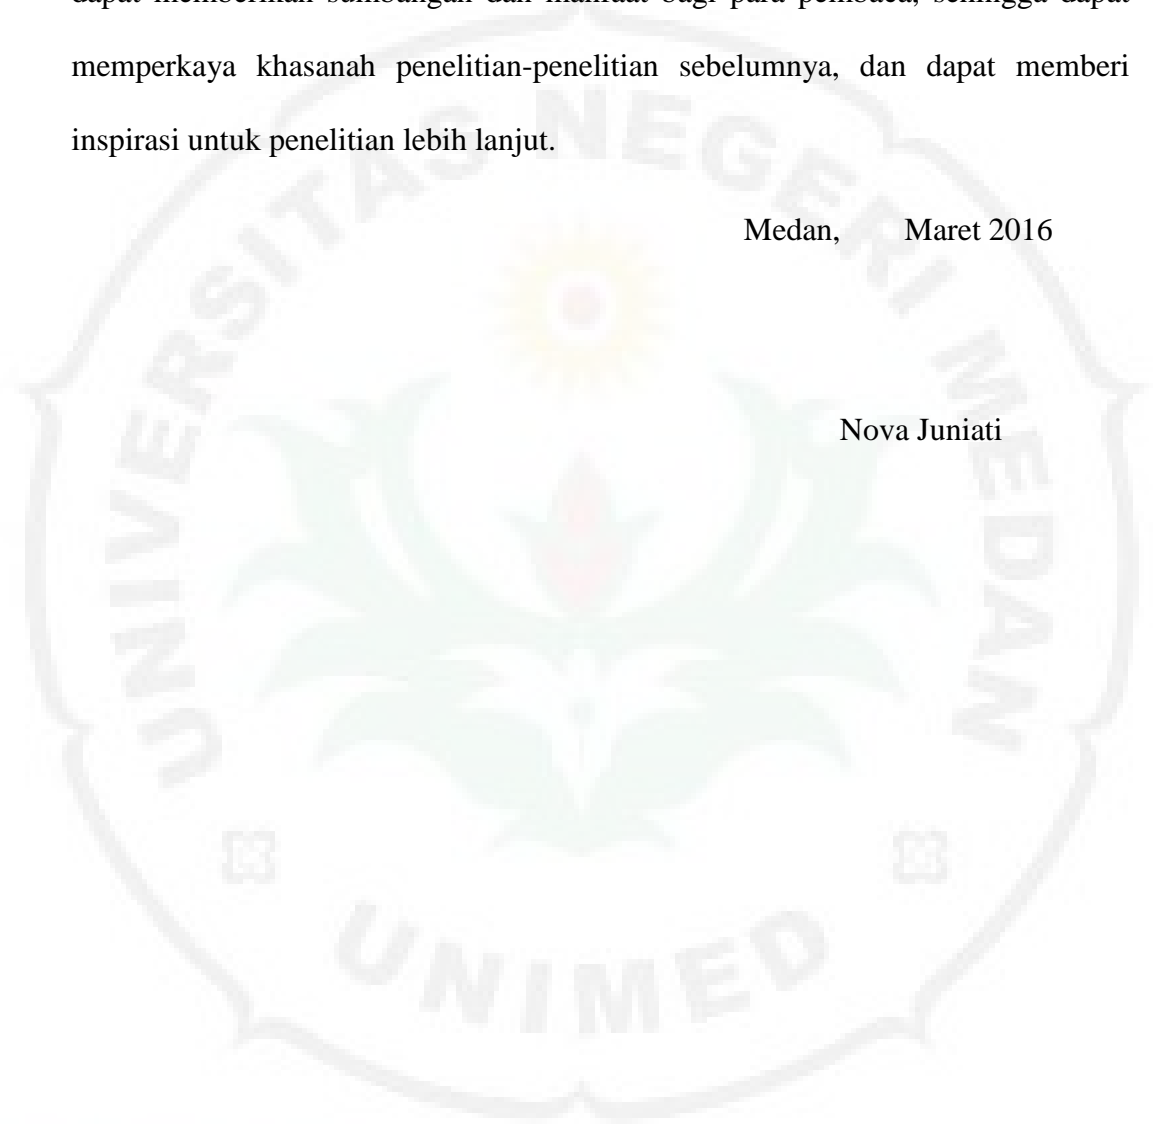 dapat memberikan sumbangan dan manfaat bagi para pembaca, sehingga dapat
memperkaya khasanah penelitian-penelitian sebelumnya, dan dapat memberi
inspirasi untuk penelitian lebih lanjut.
Medan, Maret 2016
Nova Juniati
UNIVERSITAS NEGERI MEDAN
UNIMED